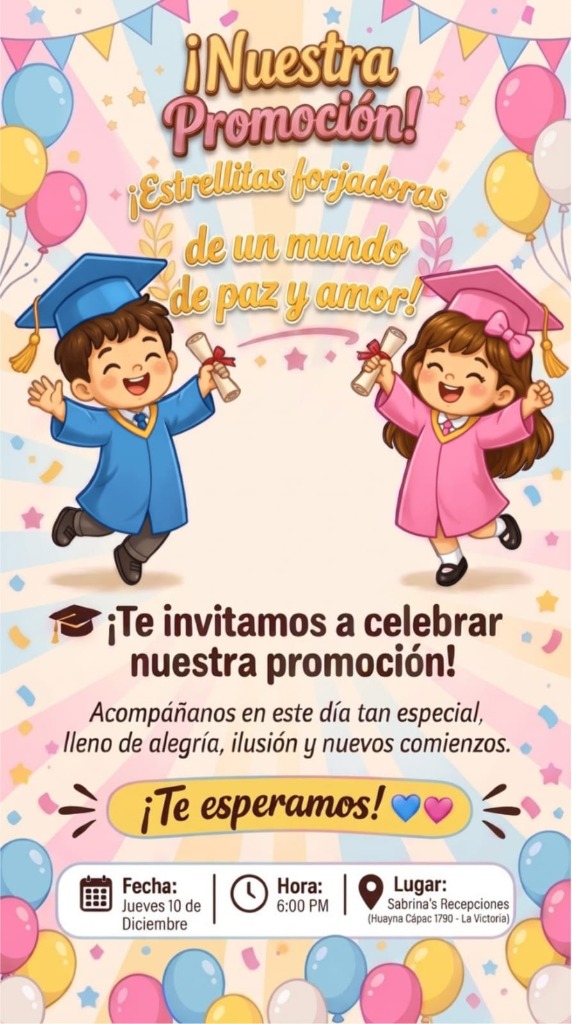 ¡Nuestra
Promoción!
¡Estrellitas forjadoras
de un mundo
de paz y amor!
¡Te invitamos a celebrar
nuestra promoción!
Acompáñanos en este día tan especial,
lleno de alegría, ilusión y nuevos comienzos.
¡Te esperamos!
Fecha:
Jueves 10 de
Diciembre
Hora:
6:00 PM
Lugar:
Sabrina's Recepciones
(Huayna Cápac 1790 - La Victoria)